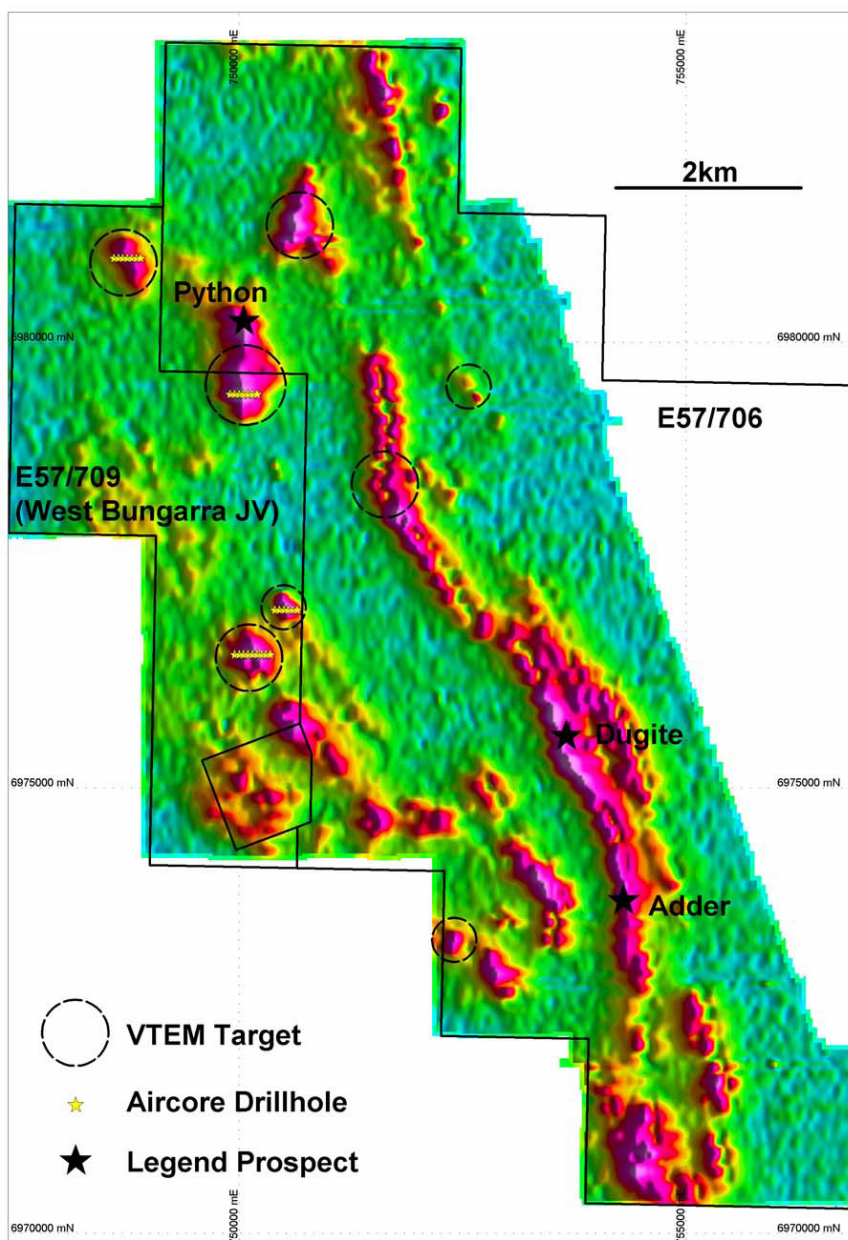 750000 mE
755000 mE
2km
Python
6980000 mN
6980000 mN
E57/706
E57/709
(West Bungarra JV)
Dugite
6975000 mN
6975000 mN
Adder
VTEM Target
Aircore Drillhole
Legend Prospect
750000 mE
755000 mE
6970000 mN
6970000 mN